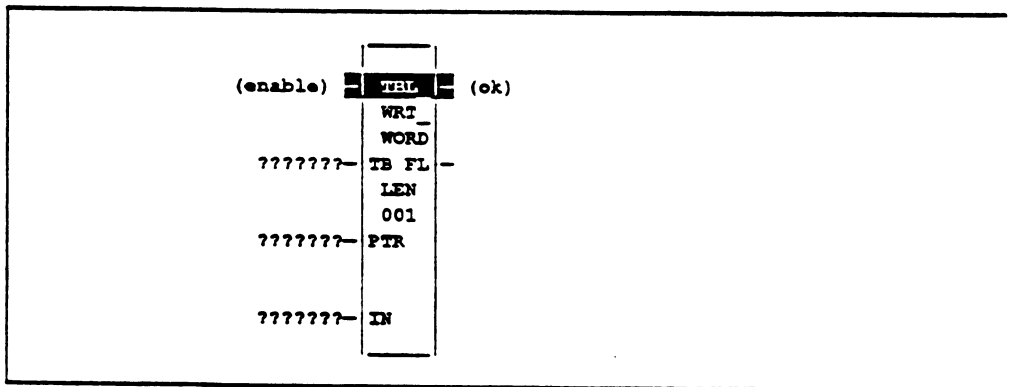 (enable) TBL (ok)
WRT_
WORD
??????? TB FL
LEN
001
??????? PTR
??????? IN